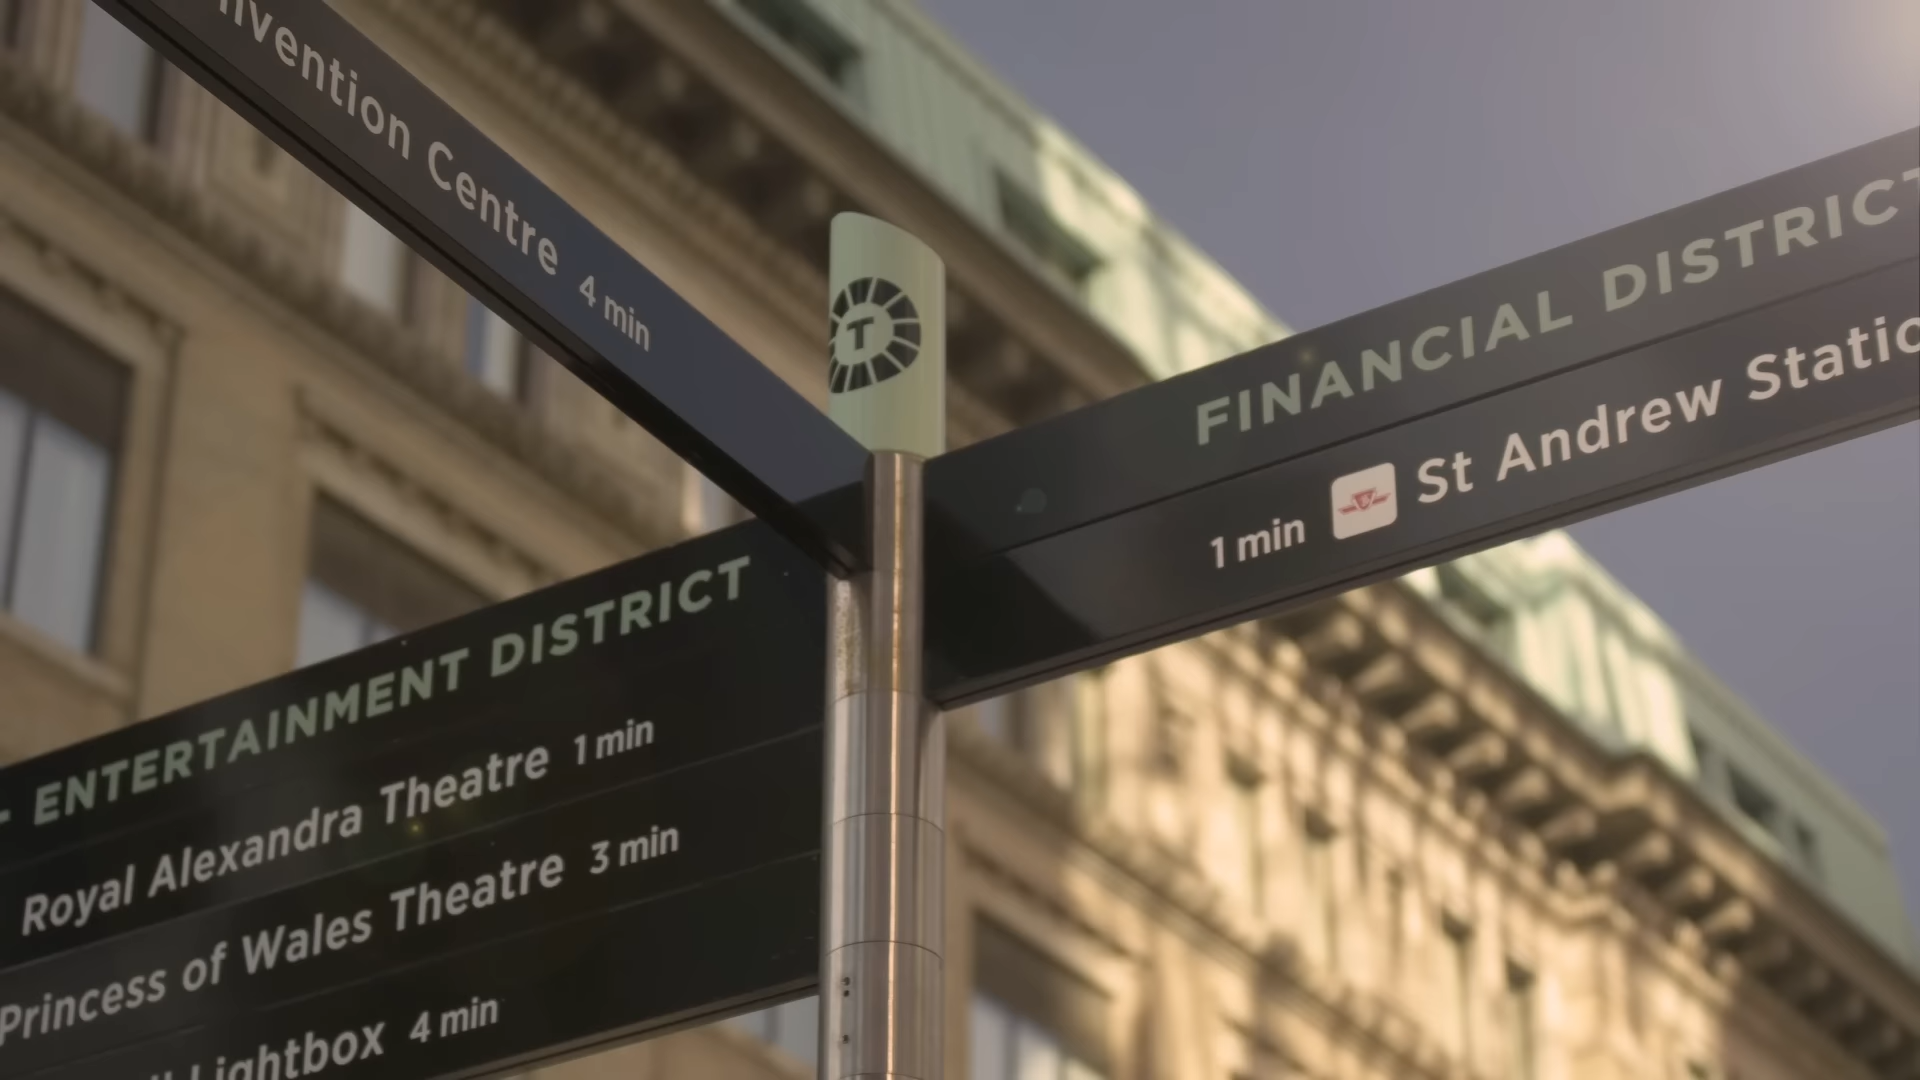 nvention Centre 4 min
T
FINANCIAL DISTRICT
1 min St Andrew Statio
ENTERTAINMENT DISTRICT
Royal Alexandra Theatre 1 min
Princess of Wales Theatre 3 min
Lightbox 4 min